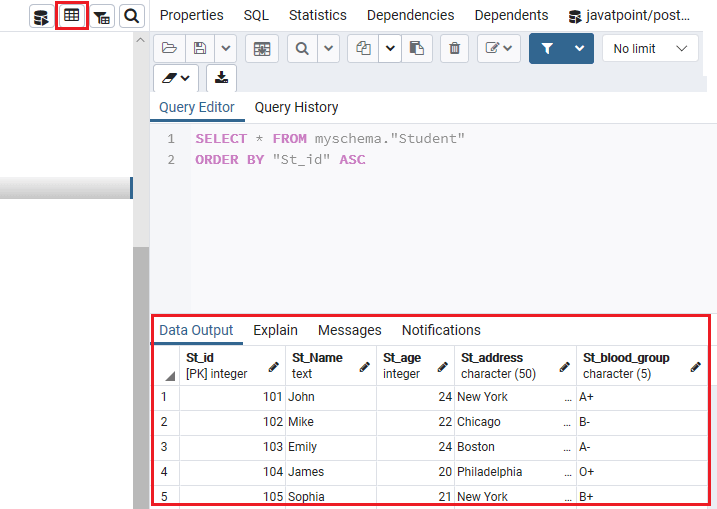 Properties SQL Statistics Dependencies Dependents javatpoint/post...
No limit
Query Editor Query History
1 SELECT * FROM myschema."Student"
2 ORDER BY "St_id" ASC
Data Output Explain Messages Notifications
St_id St_Name St_age St_address St_blood_group
[PK] integer text integer character (50) character (5)
1 101 John 24 New York ... A+
2 102 Mike 22 Chicago ... B-
3 103 Emily 24 Boston ... A-
4 104 James 20 Philadelphia ... O+
5 105 Sophia 21 New York ... B+